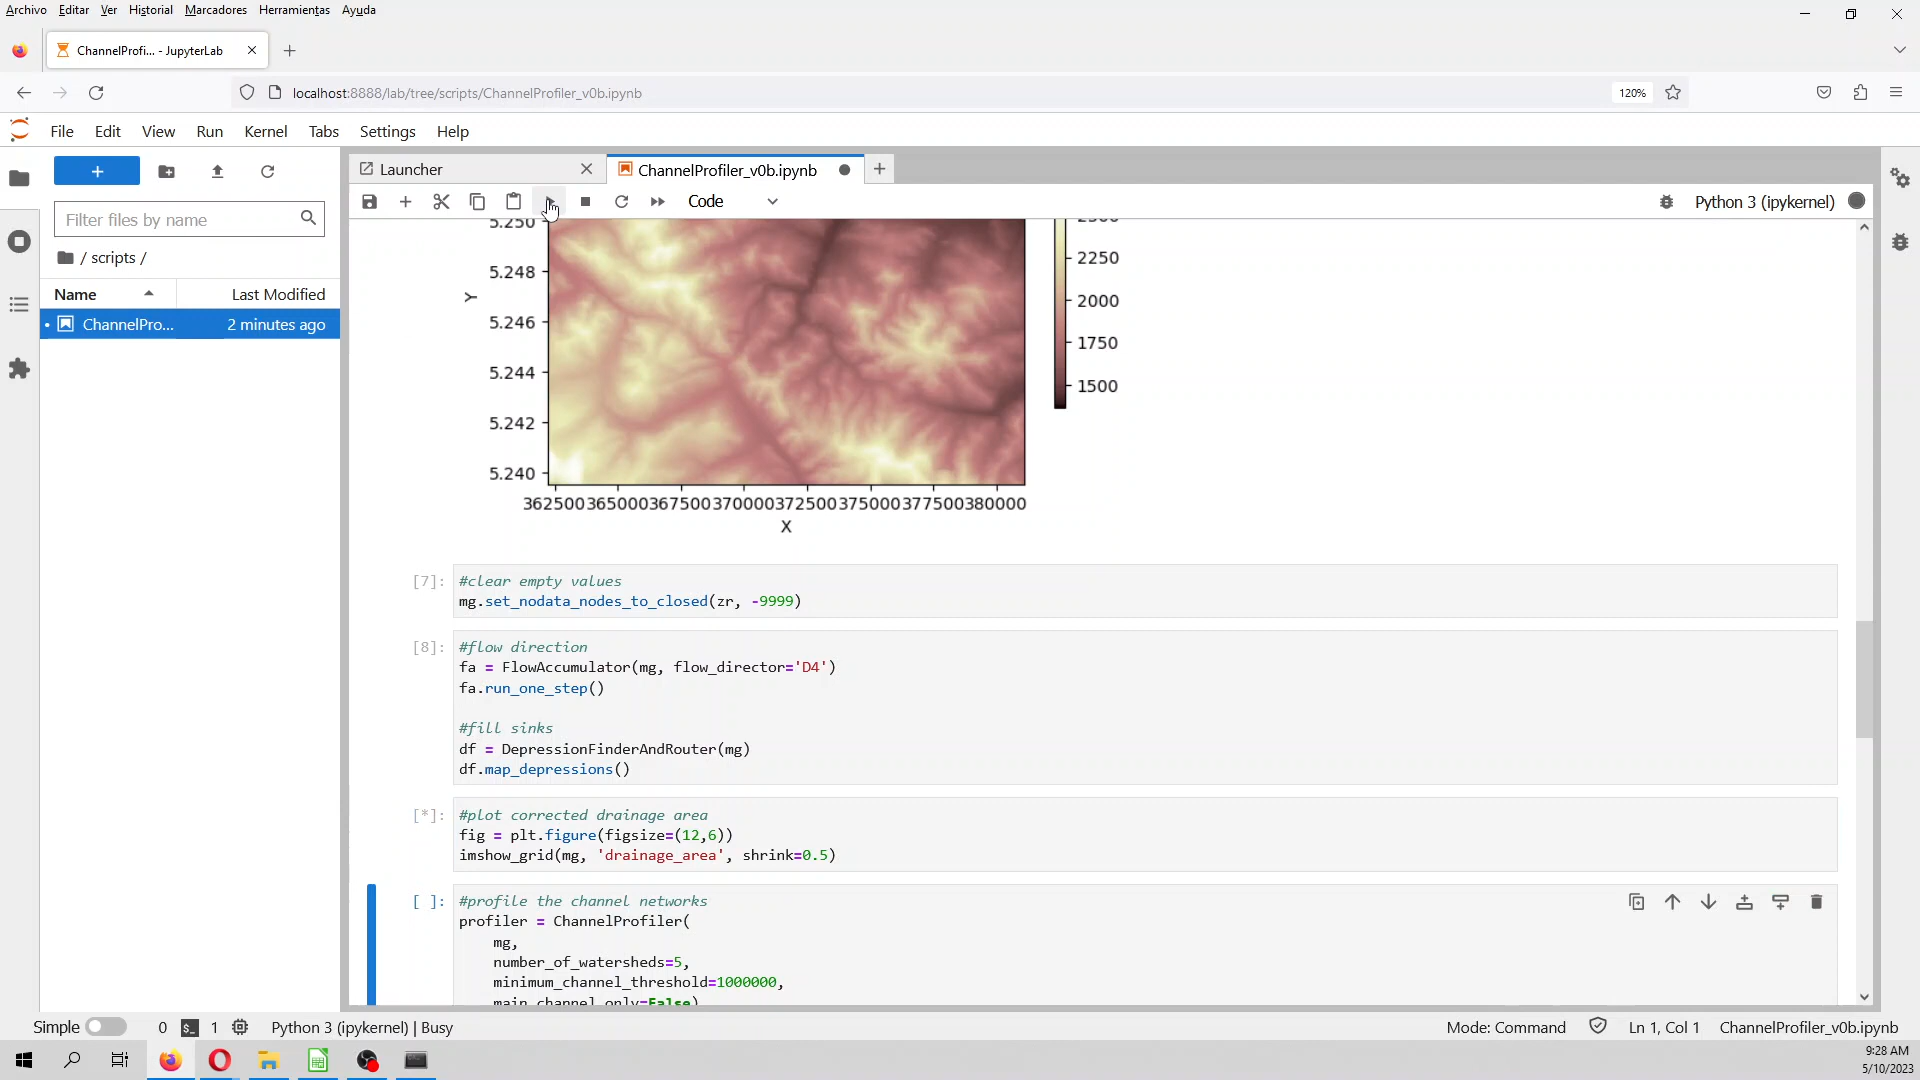 Archivo Editar Ver Historial Marcadores Herramientas Ayuda
ChannelProfi... - JupyterLab
localhost:8888/lab/tree/scripts/ChannelProfiler_v0b.ipynb
120%
File Edit View Run Kernel Tabs Settings Help
Launcher
ChannelProfiler_v0b.ipynb
Filter files by name
/ scripts /
Name
Last Modified
ChannelPro...
2 minutes ago
Code
Python 3 (ipykernel)
5.250
5.248
5.246
5.244
5.242
5.240
Y
362500365000367500370000372500375000377500380000
X
2250
2000
1750
1500
[7]:
#clear empty values
mg.set_nodata_nodes_to_closed(zr, -9999)
[8]:
#flow direction
fa = FlowAccumulator(mg, flow_director='D4')
fa.run_one_step()
#fill sinks
df = DepressionFinderAndRouter(mg)
df.map_depressions()
[*]:
#plot corrected drainage area
fig = plt.figure(figsize=(12,6))
imshow_grid(mg, 'drainage_area', shrink=0.5)
[ ]:
#profile the channel networks
profiler = ChannelProfiler(
mg,
number_of_watersheds=5,
minimum_channel_threshold=1000000,
main_channel_only=False)
Simple
0
1
Python 3 (ipykernel) | Busy
Mode: Command
Ln 1, Col 1
ChannelProfiler_v0b.ipynb
9:28 AM
5/10/2023